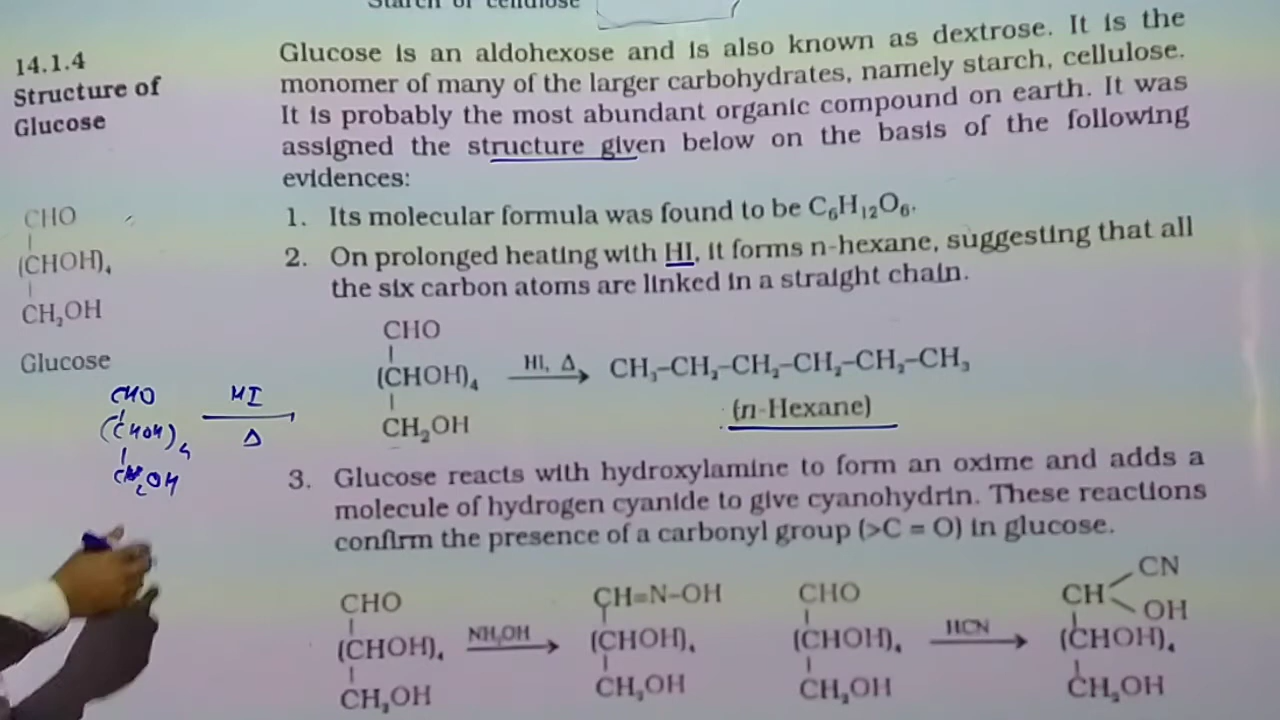 Starch or cellulose
14.1.4
Structure of
Glucose
Glucose is an aldohexose and is also known as dextrose. It is the
monomer of many of the larger carbohydrates, namely starch, cellulose.
It is probably the most abundant organic compound on earth. It was
assigned the structure given below on the basis of the following
evidences:
CHO
|
(CHOH)₄
|
CH₂OH
Glucose
1. Its molecular formula was found to be C₆H₁₂O₆.
2. On prolonged heating with HI, it forms n-hexane, suggesting that all
the six carbon atoms are linked in a straight chain.
CHO
|
(CHOH)₄ HI, Δ → CH₃–CH₂–CH₂–CH₂–CH₂–CH₃
|
CH₂OH (n-Hexane)
CHO
|
(CHOH)₄ HI Δ
|
CH₂OH
3. Glucose reacts with hydroxylamine to form an oxime and adds a
molecule of hydrogen cyanide to give cyanohydrin. These reactions
confirm the presence of a carbonyl group (>C = O) in glucose.
CHO CH=N–OH CHO CH CN OH
| | | |
(CHOH)₄ NH₂OH → (CHOH)₄ (CHOH)₄ HCN → (CHOH)₄
| | | |
CH₂OH CH₂OH CH₂OH CH₂OH